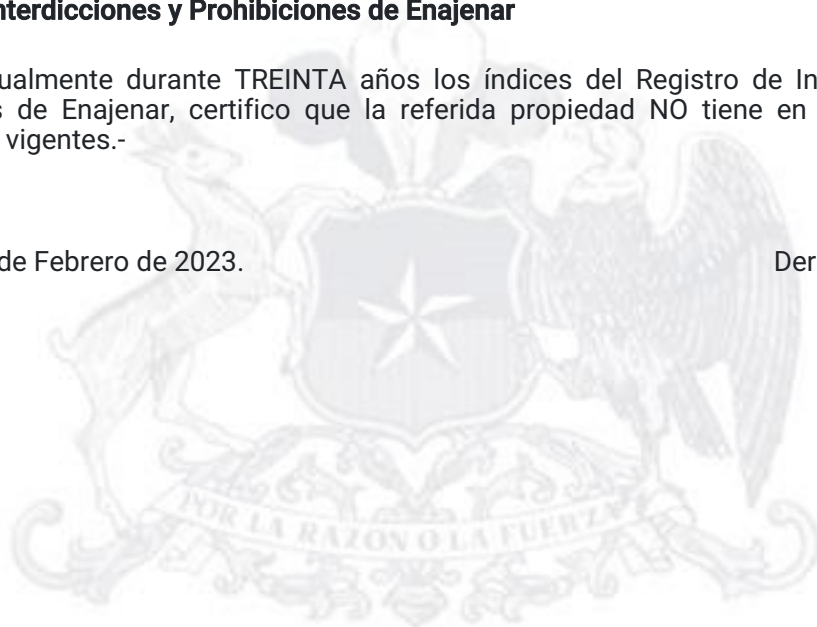 nterdicciones y Prohibiciones de Enajenar
ualmente durante TREINTA años los índices del Registro de In
s de Enajenar, certifico que la referida propiedad NO tiene en
vigentes.-
de Febrero de 2023. Der
POR LA RAZON O LA FUERZA